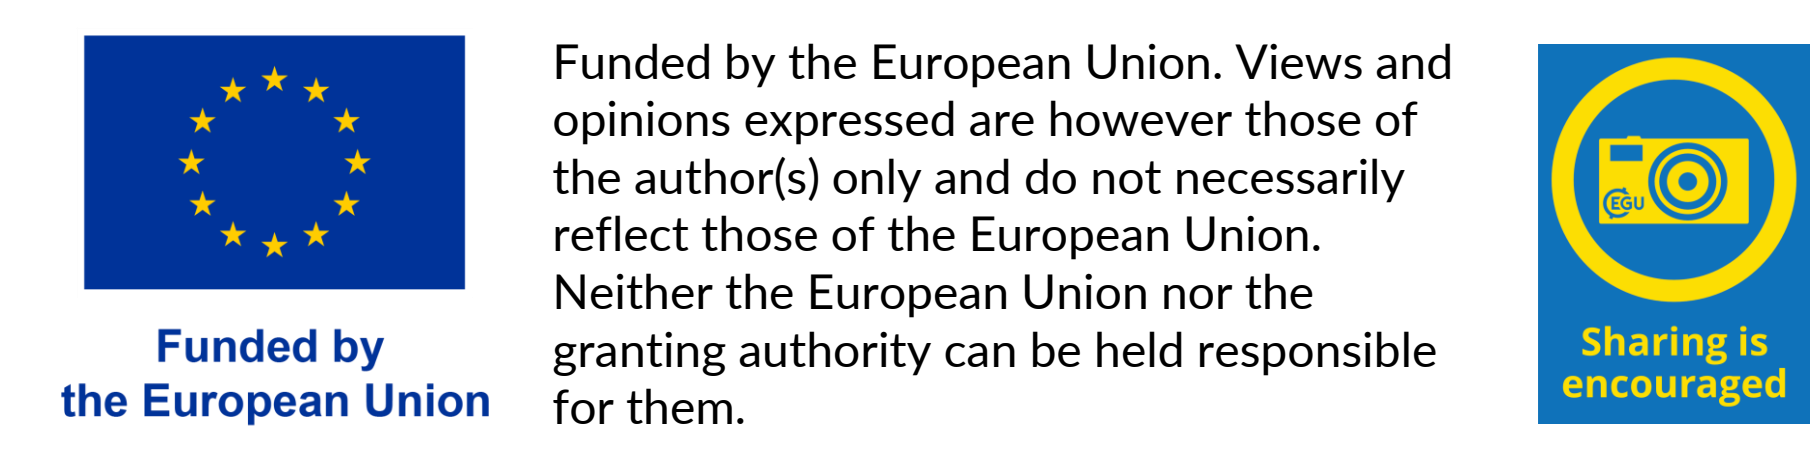 Funded by
the European Union
Funded by the European Union. Views and
opinions expressed are however those of
the author(s) only and do not necessarily
reflect those of the European Union.
Neither the European Union nor the
granting authority can be held responsible
for them.
EGU
Sharing is
encouraged